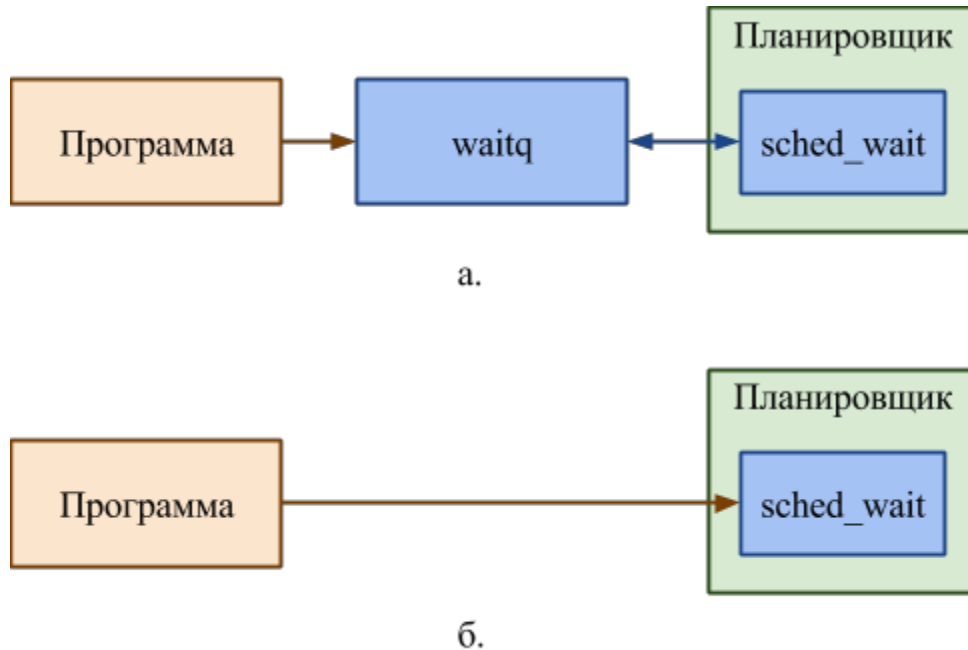 Планировщик
Программа
waitq
sched_wait
а.
Планировщик
Программа
sched_wait
б.